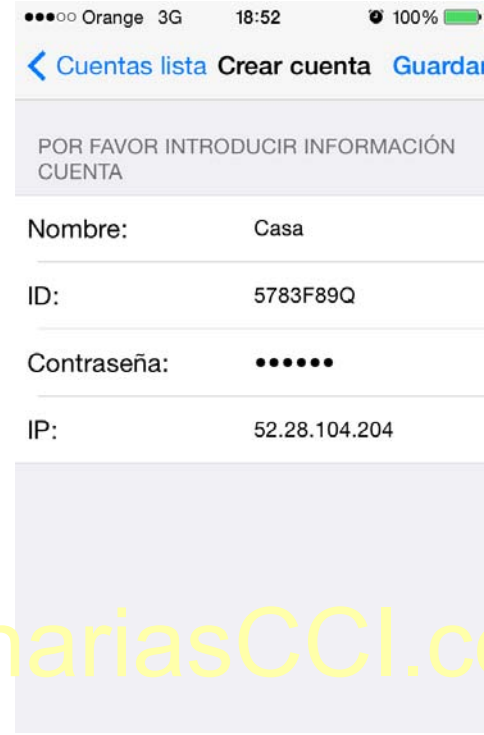 Orange 3G 18:52 100%
Cuentas lista Crear cuenta Guardar
POR FAVOR INTRODUCIR INFORMACIÓN
CUENTA
Nombre: Casa
ID: 5783F89Q
Contraseña: ••••••
IP: 52.28.104.204
nariasCCI.co